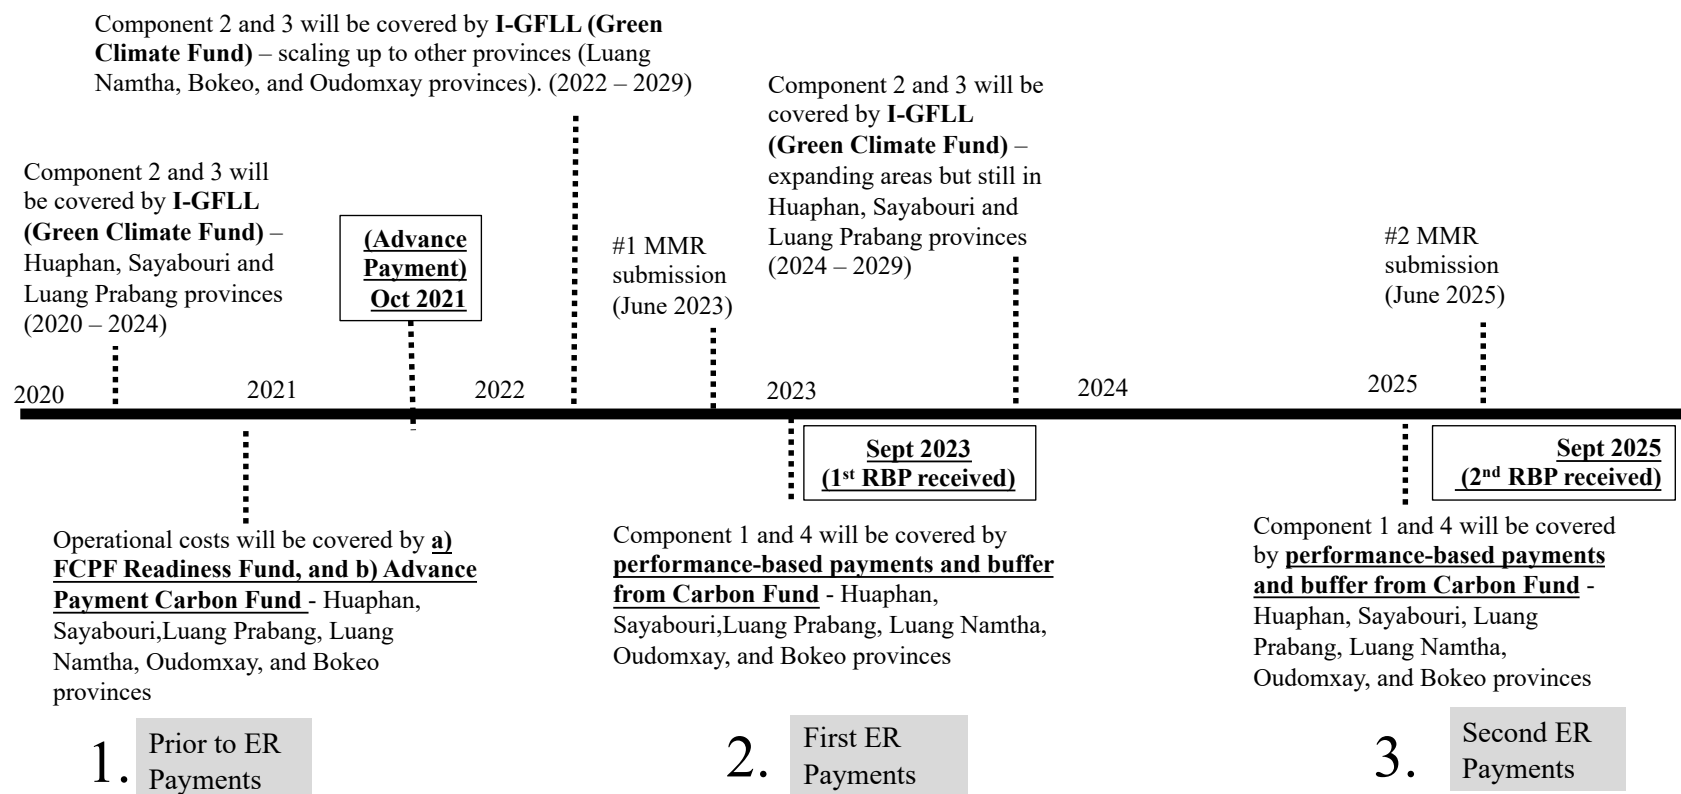 Component 2 and 3 will be covered by I-GFLL (Green
Climate Fund) – scaling up to other provinces (Luang
Namtha, Bokeo, and Oudomxay provinces). (2022 – 2029)
Component 2 and 3 will
be covered by I-GFLL
(Green Climate Fund) –
Huaphan, Sayabouri and
Luang Prabang provinces
(2020 – 2024)
(Advance
Payment)
Oct 2021
#1 MMR
submission
(June 2023)
Component 2 and 3 will be
covered by I-GFLL
(Green Climate Fund) –
expanding areas but still in
Huaphan, Sayabouri and
Luang Prabang provinces
(2024 – 2029)
#2 MMR
submission
(June 2025)
2020
2021
2022
2023
2024
2025
Sept 2023
(1st RBP received)
Sept 2025
(2nd RBP received)
Operational costs will be covered by a)
FCPF Readiness Fund, and b) Advance
Payment Carbon Fund - Huaphan,
Sayabouri,Luang Prabang, Luang
Namtha, Oudomxay, and Bokeo
provinces
Component 1 and 4 will be covered by
performance-based payments and buffer
from Carbon Fund - Huaphan,
Sayabouri,Luang Prabang, Luang Namtha,
Oudomxay, and Bokeo provinces
Component 1 and 4 will be covered
by performance-based payments
and buffer from Carbon Fund -
Huaphan, Sayabouri, Luang
Prabang, Luang Namtha,
Oudomxay, and Bokeo provinces
1.
Prior to ER
Payments
2.
First ER
Payments
3.
Second ER
Payments